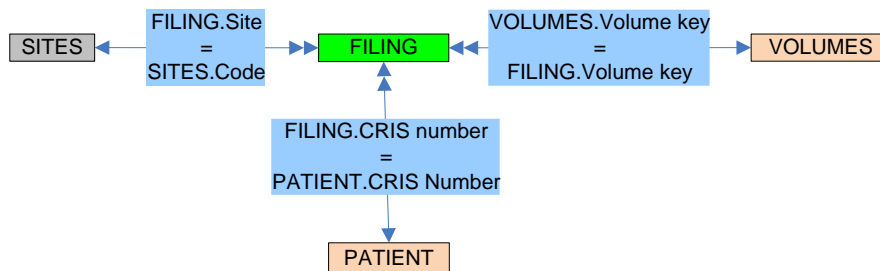 SITES
FILING.Site
=
SITES.Code
FILING
VOLUMES.Volume key
=
FILING.Volume key
VOLUMES
FILING.CRIS number
=
PATIENT.CRIS Number
PATIENT